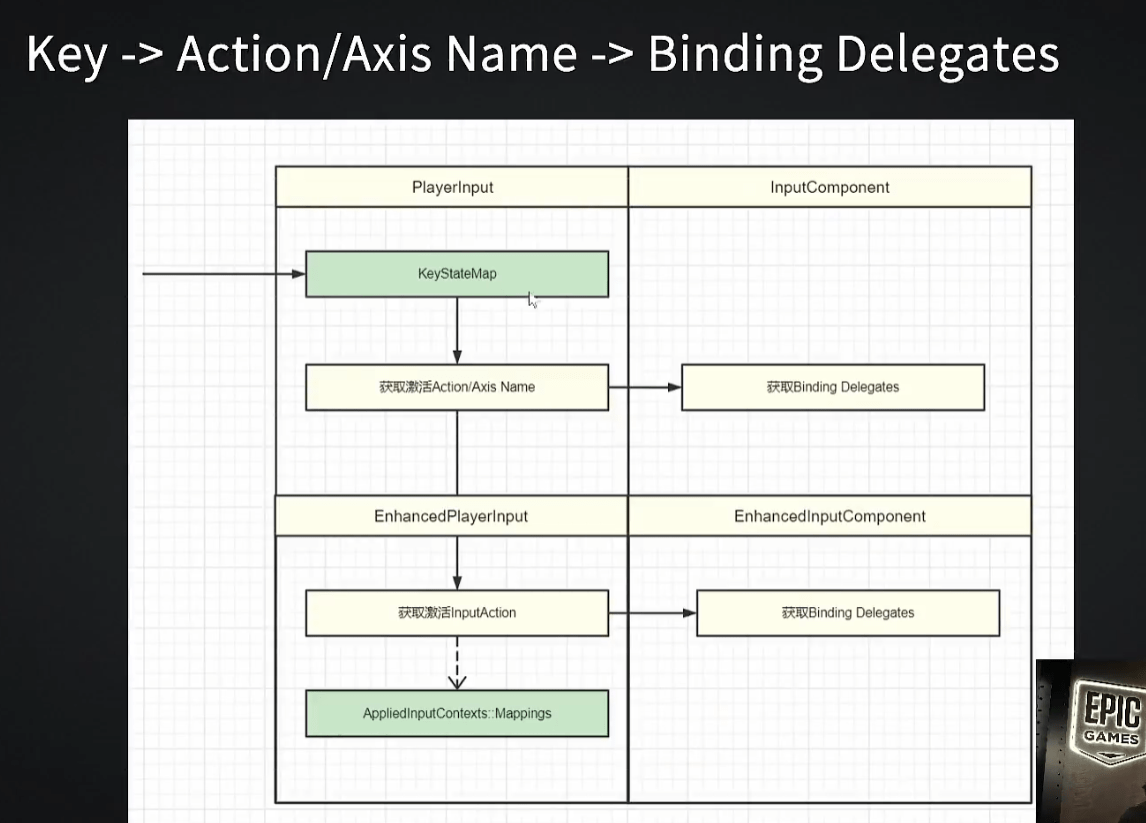 Key -> Action/Axis Name -> Binding Delegates
PlayerInput
InputComponent
KeyStateMap
获取激活Action/Axis Name
获取Binding Delegates
EnhancedPlayerInput
EnhancedInputComponent
获取激活InputAction
获取Binding Delegates
AppliedInputContexts::Mappings
EPIC
GAMES